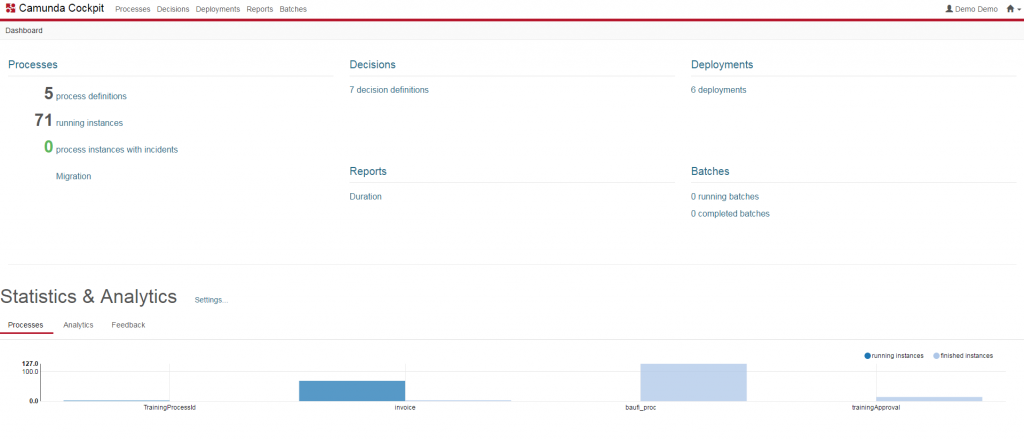 Camunda Cockpit Processes Decisions Deployments Reports Batches Demo Demo
Dashboard
Processes
5 process definitions
71 running instances
0 process instances with incidents
Migration
Decisions
7 decision definitions
Deployments
6 deployments
Reports
Duration
Batches
0 running batches
0 completed batches
Statistics & Analytics Settings...
Processes Analytics Feedback
running instances finished instances
127.0
100.0
0.0
TrainingProcessId invoice baufi_proc trainingApproval